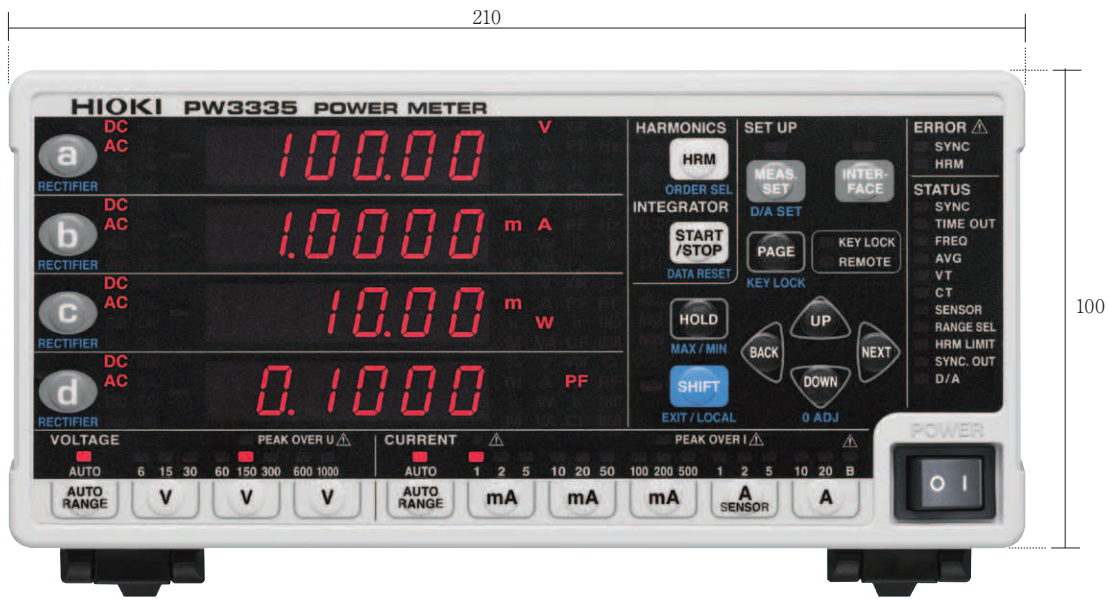 210
HIOKI PW3335 POWER METER
a DC AC 100.00 V
RECTIFIER
b DC AC 1.0000 m A
RECTIFIER
c DC AC 10.00 m W
RECTIFIER
d DC AC 0.1000 PF
RECTIFIER
HARMONICS
HRM
ORDER SEL
INTEGRATOR
START
/STOP
DATA RESET
SET UP
MEAS.
SET
INTER-
FACE
D/A SET
PAGE
KEY LOCK
REMOTE
KEY LOCK
HOLD
MAX / MIN
SHIFT
EXIT / LOCAL
UP
BACK
NEXT
DOWN
0 ADJ
ERROR ⚠
SYNC
HRM
STATUS
SYNC
TIME OUT
FREQ
AVG
VT
CT
SENSOR
RANGE SEL
HRM LIMIT
SYNC. OUT
D/A
100
VOLTAGE PEAK OVER U ⚠
AUTO 6 15 30 60 150 300 600 1000
AUTO
RANGE
V V V
CURRENT ⚠ PEAK OVER I ⚠ ⚠
AUTO 1 2 5 10 20 50 100 200 500 1 2 5 10 20 B
AUTO
RANGE
mA mA mA
A
SENSOR
A
POWER
O I